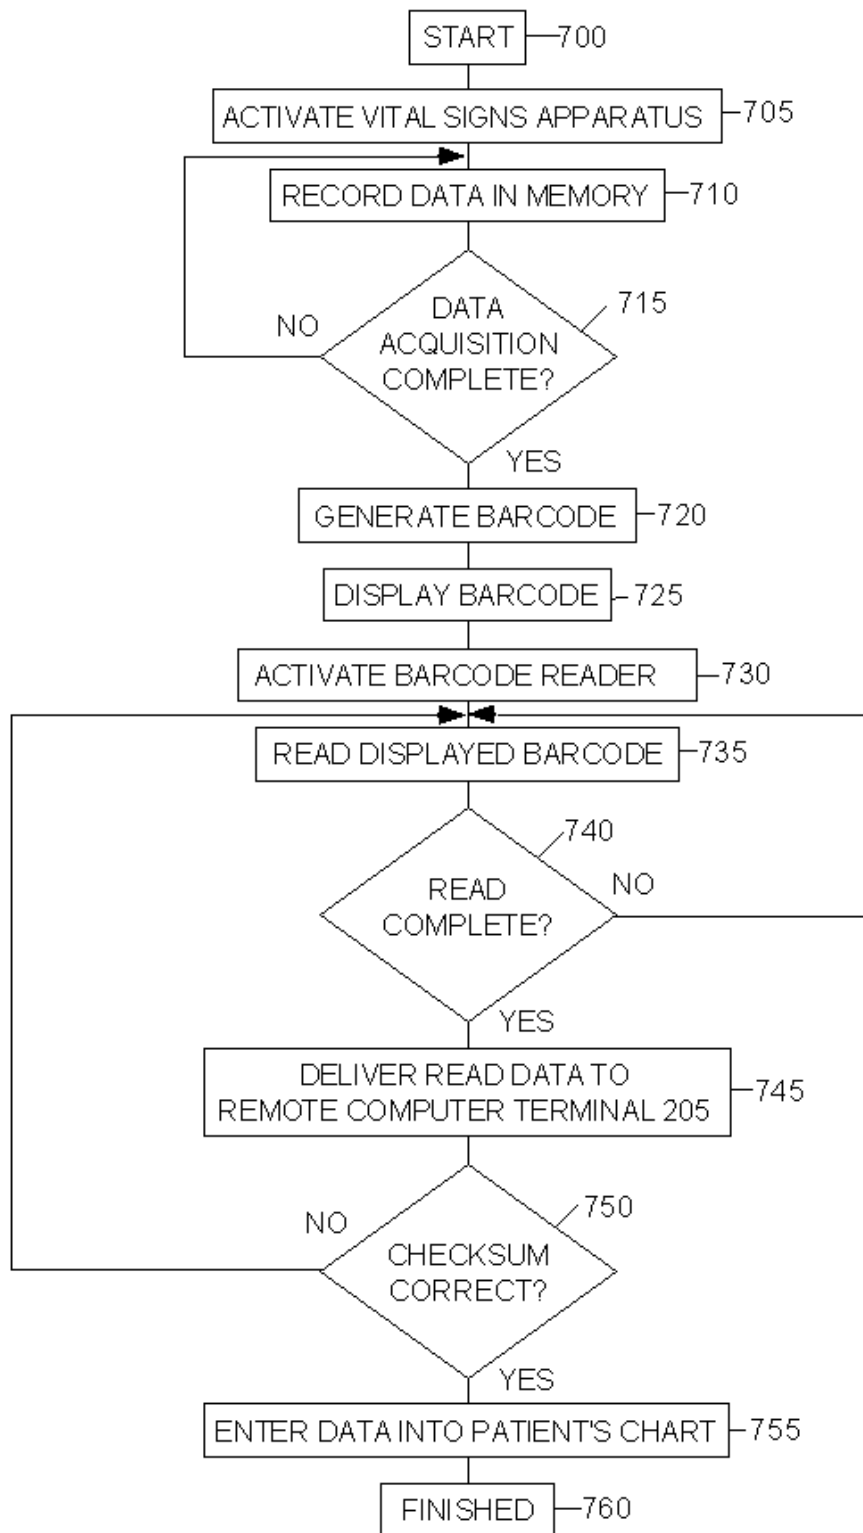 START 700
ACTIVATE VITAL SIGNS APPARATUS 705
RECORD DATA IN MEMORY 710
715
DATA
NO
ACQUISITION
COMPLETE?
YES
GENERATE BARCODE 720
DISPLAY BARCODE 725
ACTIVATE BARCODE READER 730
READ DISPLAYED BARCODE 735
740
READ
NO
COMPLETE?
YES
DELIVER READ DATA TO
REMOTE COMPUTER TERMINAL 205
745
750
NO
CHECKSUM
CORRECT?
YES
ENTER DATA INTO PATIENT'S CHART 755
FINISHED 760